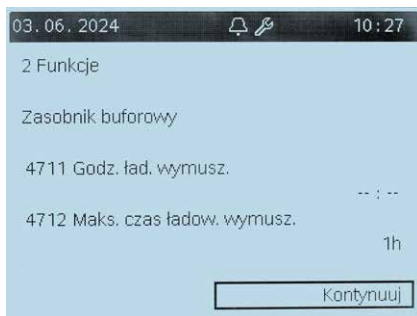 03.06.2024 10:27
2 Funkcje
Zasobnik buforowy
4711 Godz. ład. wymusz.
-- : --
4712 Maks. czas ładow. wymusz.
1h
Kontynuuj